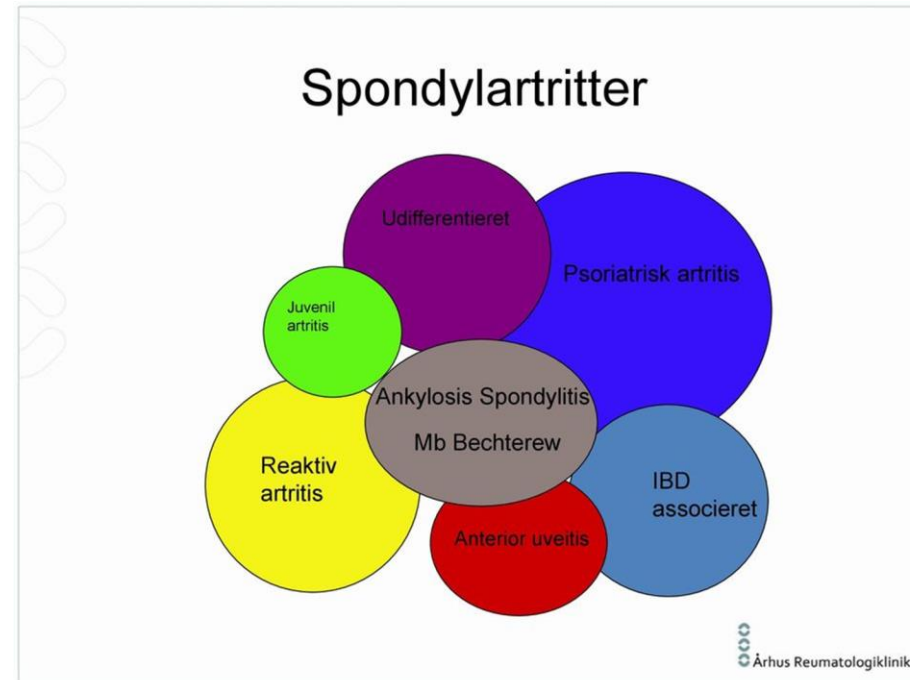 Spondylartritter
Udifferentieret
Psoriatrisk artritis
Juvenil
artritis
Ankylosis Spondylitis
Mb Bechterew
Reaktiv
artritis
IBD
associeret
Anterior uveitis
Århus Reumatologiklinik